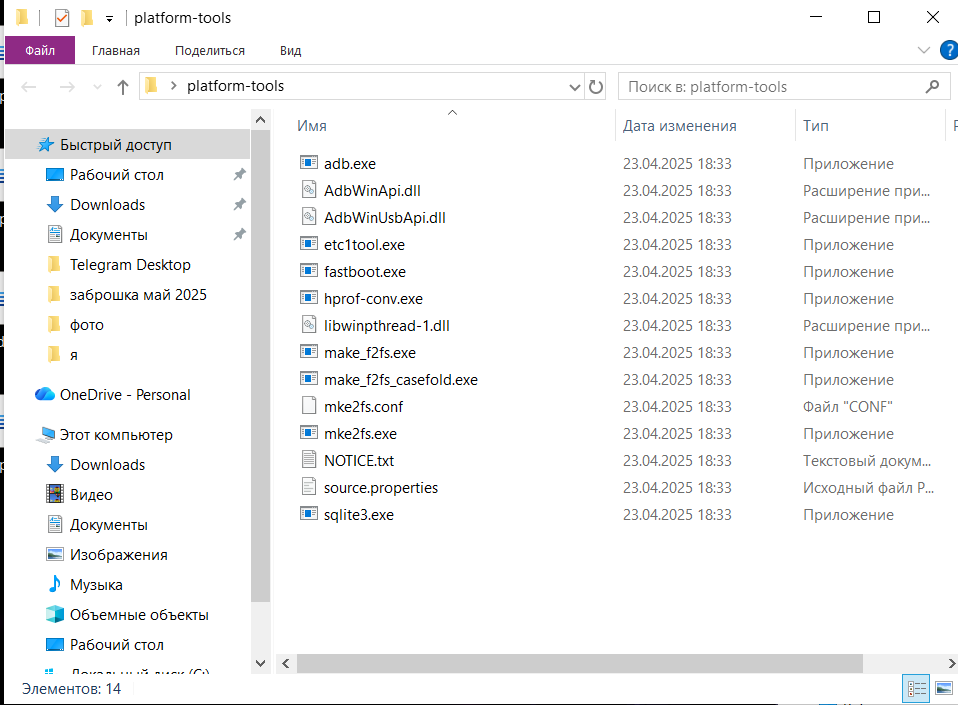 platform-tools
Файл Главная Поделиться Вид
platform-tools
Поиск в: platform-tools
Имя Дата изменения Тип
Быстрый доступ
Рабочий стол
Downloads
Документы
Telegram Desktop
заброшка май 2025
фото
я
OneDrive - Personal
Этот компьютер
Downloads
Видео
Документы
Изображения
Музыка
Объемные объекты
Рабочий стол
Локальный диск (C:)
adb.exe 23.04.2025 18:33 Приложение
AdbWinApi.dll 23.04.2025 18:33 Расширение при...
AdbWinUsbApi.dll 23.04.2025 18:33 Расширение при...
etc1tool.exe 23.04.2025 18:33 Приложение
fastboot.exe 23.04.2025 18:33 Приложение
hprof-conv.exe 23.04.2025 18:33 Приложение
libwinpthread-1.dll 23.04.2025 18:33 Расширение при...
make_f2fs.exe 23.04.2025 18:33 Приложение
make_f2fs_casefold.exe 23.04.2025 18:33 Приложение
mke2fs.conf 23.04.2025 18:33 Файл "CONF"
mke2fs.exe 23.04.2025 18:33 Приложение
NOTICE.txt 23.04.2025 18:33 Текстовый докум...
source.properties 23.04.2025 18:33 Исходный файл P...
sqlite3.exe 23.04.2025 18:33 Приложение
Элементов: 14